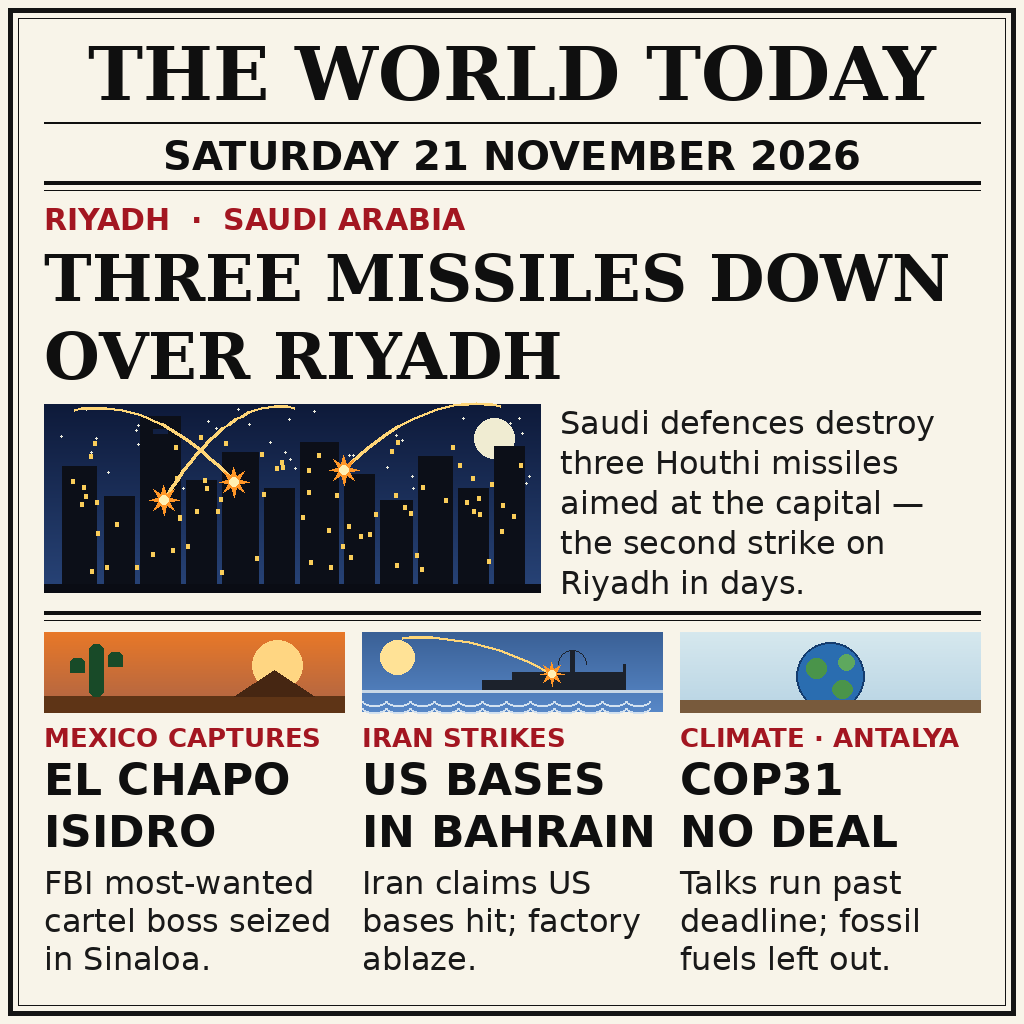 THE WORLD TODAY
SATURDAY 21 NOVEMBER 2026
RIYADH · SAUDI ARABIA
THREE MISSILES DOWN
OVER RIYADH
Saudi defences destroy
three Houthi missiles
aimed at the capital —
the second strike on
Riyadh in days.
MEXICO CAPTURES
EL CHAPO
ISIDRO
FBI most-wanted
cartel boss seized
in Sinaloa.
IRAN STRIKES
US BASES
IN BAHRAIN
Iran claims US
bases hit; factory
ablaze.
CLIMATE · ANTALYA
COP31
NO DEAL
Talks run past
deadline; fossil
fuels left out.